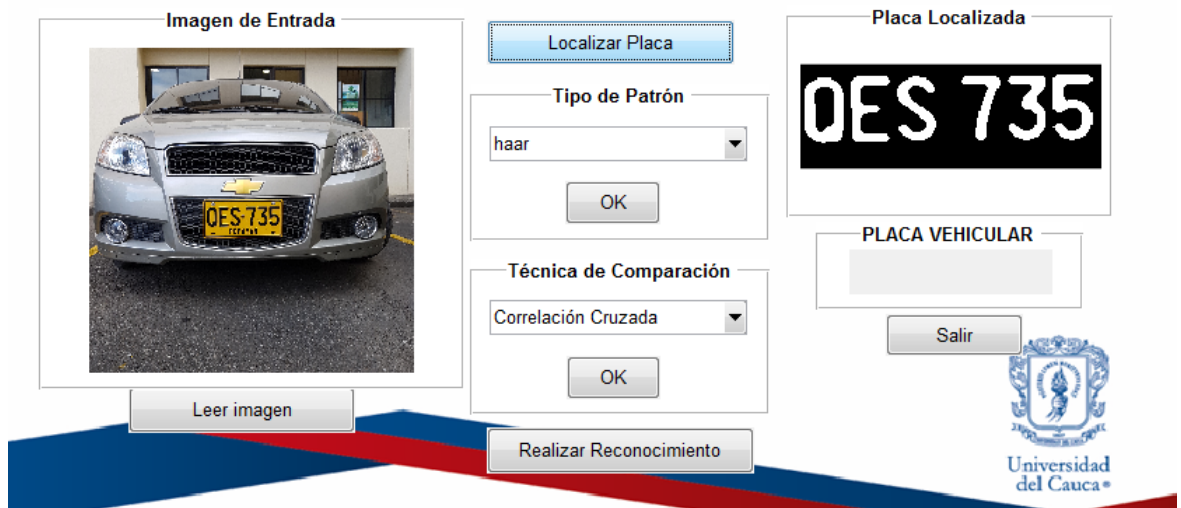 Imagen de Entrada
QES-735
Leer imagen
Localizar Placa
Tipo de Patrón
haar
OK
Técnica de Comparación
Correlación Cruzada
OK
Realizar Reconocimiento
Placa Localizada
QES 735
PLACA VEHICULAR
Salir
Universidad
del Cauca